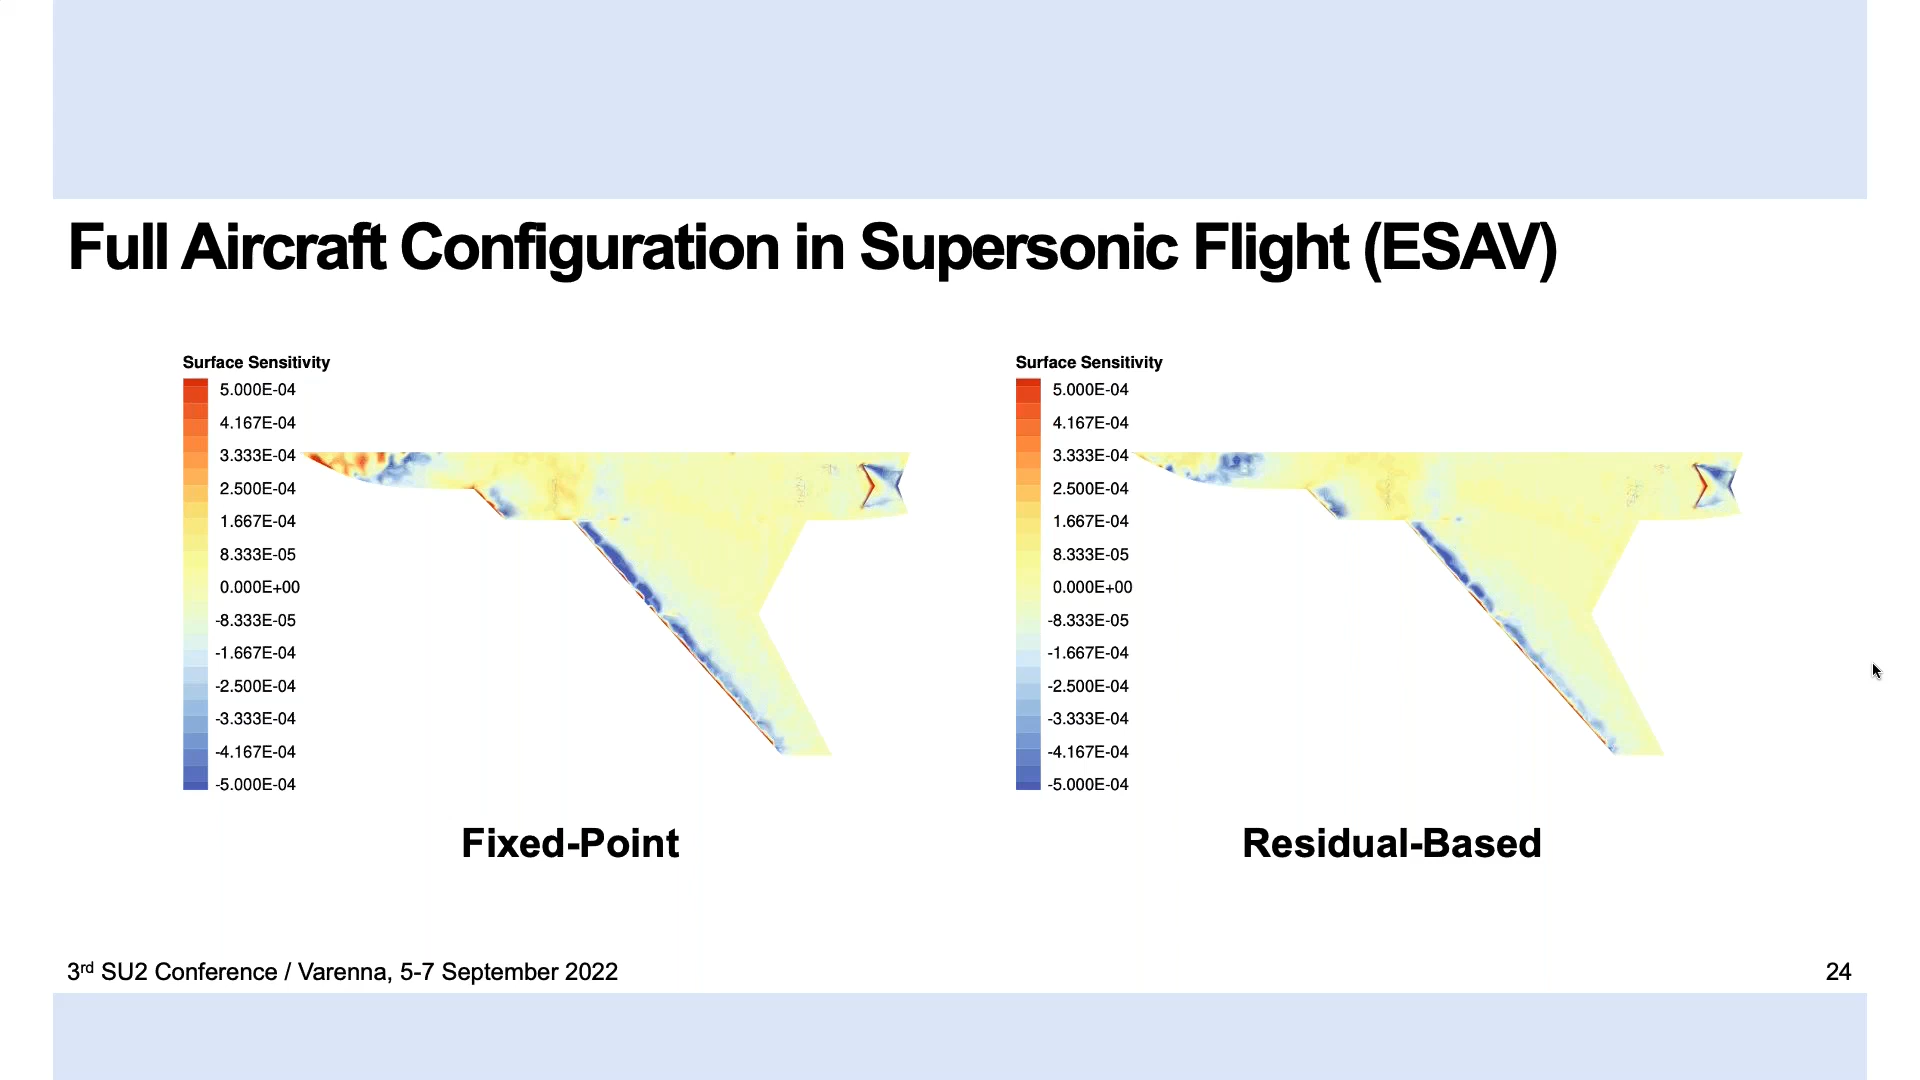 Full Aircraft Configuration in Supersonic Flight (ESAV)
Surface Sensitivity
5.000E-04
4.167E-04
3.333E-04
2.500E-04
1.667E-04
8.333E-05
0.000E+00
-8.333E-05
-1.667E-04
-2.500E-04
-3.333E-04
-4.167E-04
-5.000E-04
Fixed-Point
Surface Sensitivity
5.000E-04
4.167E-04
3.333E-04
2.500E-04
1.667E-04
8.333E-05
0.000E+00
-8.333E-05
-1.667E-04
-2.500E-04
-3.333E-04
-4.167E-04
-5.000E-04
Residual-Based
3rd SU2 Conference / Varenna, 5-7 September 2022
24